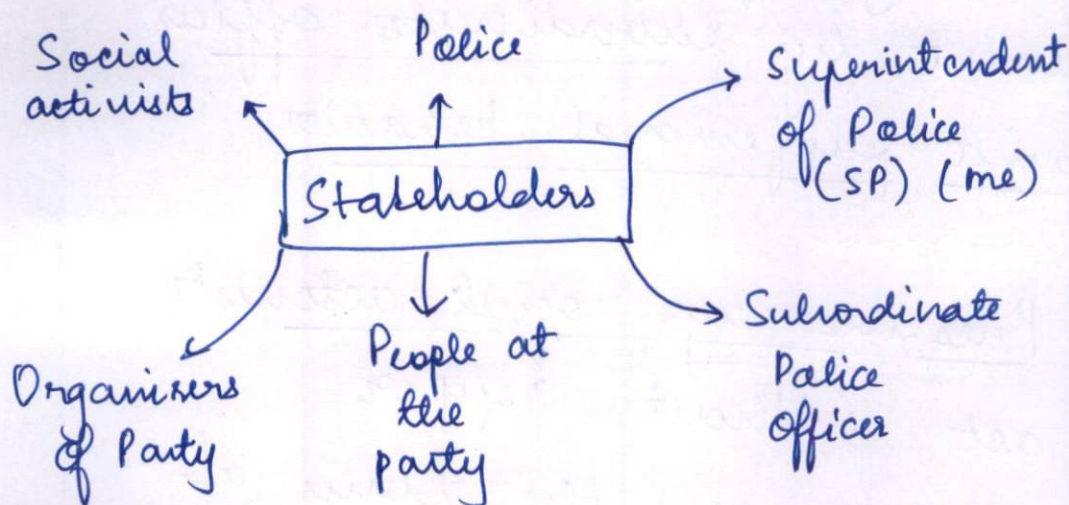 Social
activists
Police
Superintendent
of Police
(SP) (me)
Stakeholders
Organisers
of Party
People at
the
party
Subordinate
Police
Officer